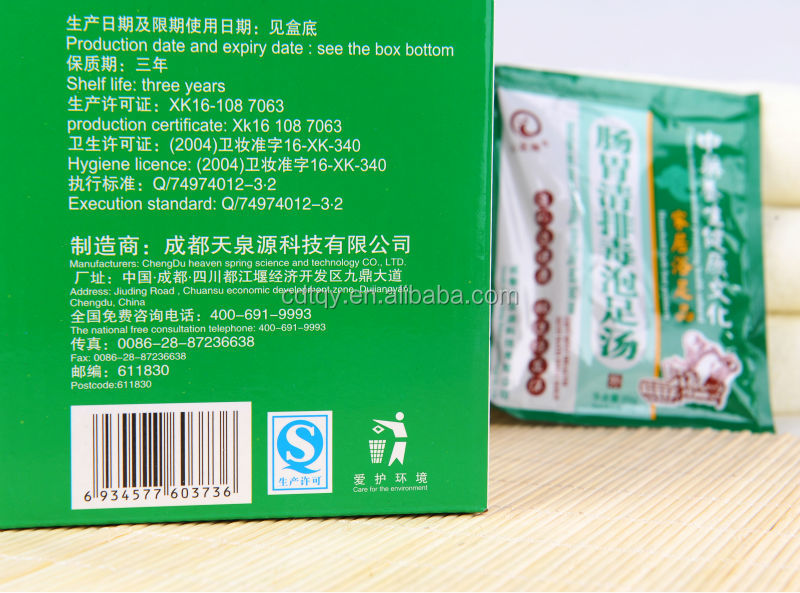 生产日期及限期使用日期：见盒底
Production date and expiry date : see the box bottom
保质期：三年
Shelf life: three years
生产许可证：XK16-108 7063
production certificate: Xk16 108 7063
卫生许可证：(2004)卫妆准字16-XK-340
Hygiene licence: (2004)卫妆准字16-XK-340
执行标准：Q/74974012–3·2
Execution standard: Q/74974012–3·2
制造商：成都天泉源科技有限公司
Manufacturers: ChengDu heaven spring science and technology CO., LTD.
厂址：中国·成都·四川都江堰经济开发区九鼎大道
Address: Jiuding Road , Chuansu economic development zone, Dujiangyan,
Chengdu, China
全国免费咨询电话：400–691–9993
The national free consultation telephone: 400–691–9993
传真：0086–28–87236638
Fax: 0086–28–87236638
邮编：611830
Postcode:611830
6 934577 603736
生产许可
爱护环境
Care for the environment
cdtqy.en.alibaba.com
肠胃清排毒泡足汤
家居浴足品